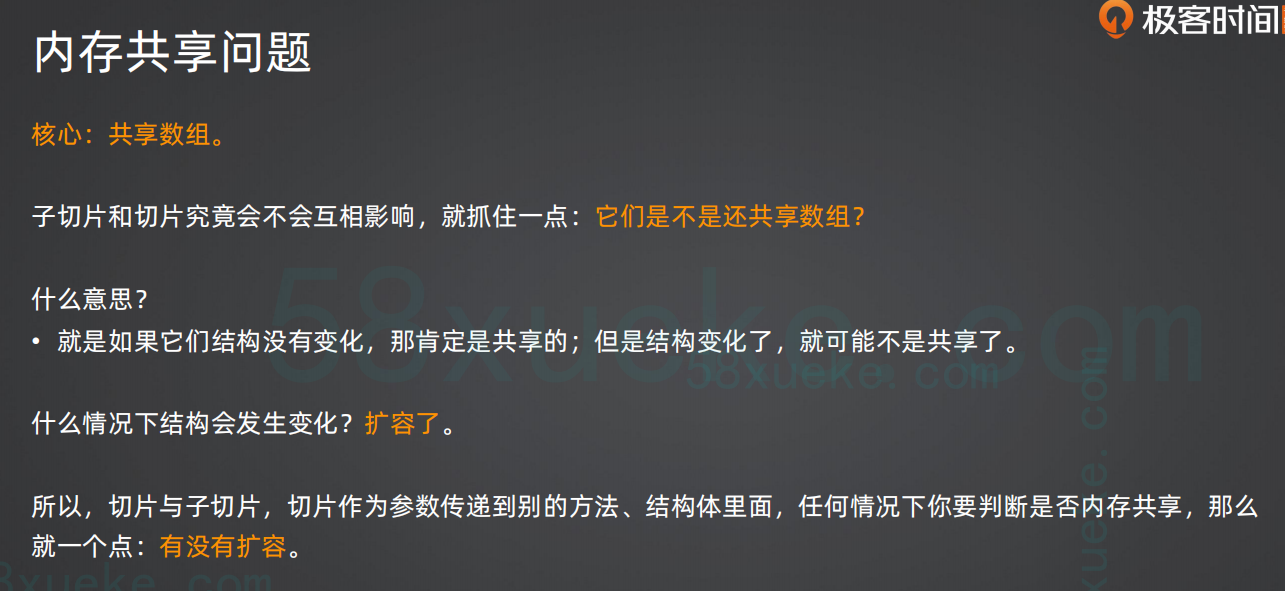 极客时间
内存共享问题
核心：共享数组。
子切片和切片究竟会不会互相影响，就抓住一点：它们是不是还共享数组？
什么意思？
• 就是如果它们结构没有变化，那肯定是共享的；但是结构变化了，就可能不是共享了。
什么情况下结构会发生变化？扩容了。
所以，切片与子切片，切片作为参数传递到别的方法、结构体里面，任何情况下你要判断是否内存共享，那么
就一个点：有没有扩容。
58xueke.com
58xueke.com
xueke.com
8xueke.com